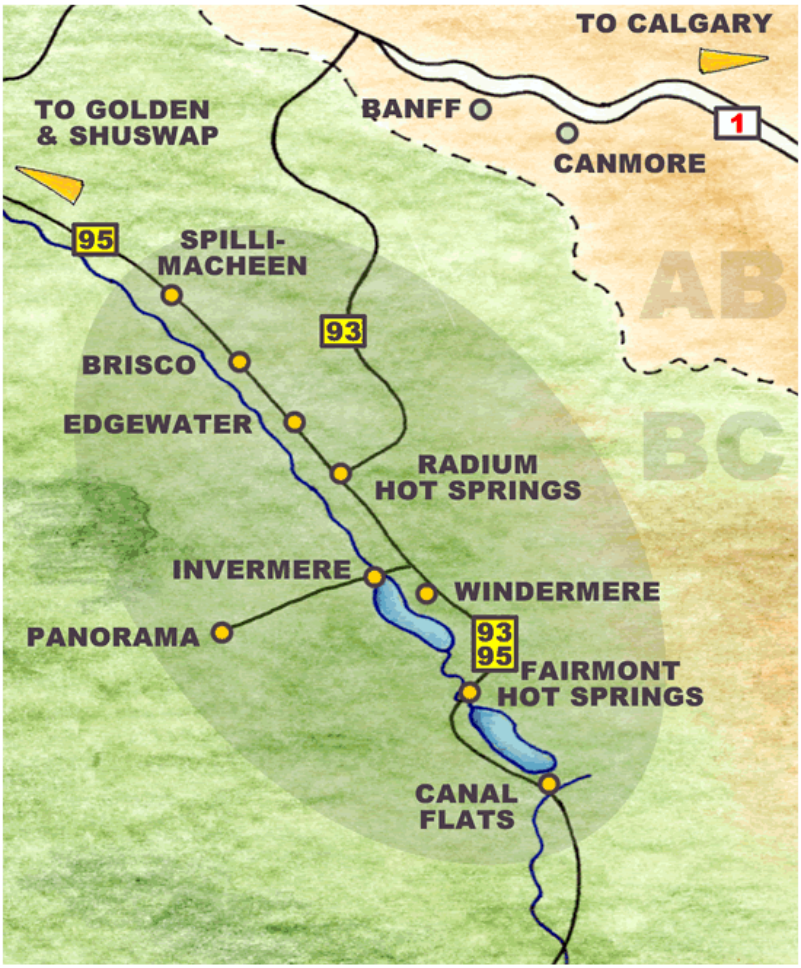 TO CALGARY
1
TO GOLDEN
& SHUSWAP
BANFF
CANMORE
95
SPILLI-
MACHEEN
AB
93
BRISCO
BC
EDGEWATER
RADIUM
HOT SPRINGS
INVERMERE
WINDERMERE
PANORAMA
93
95
FAIRMONT
HOT SPRINGS
CANAL
FLATS